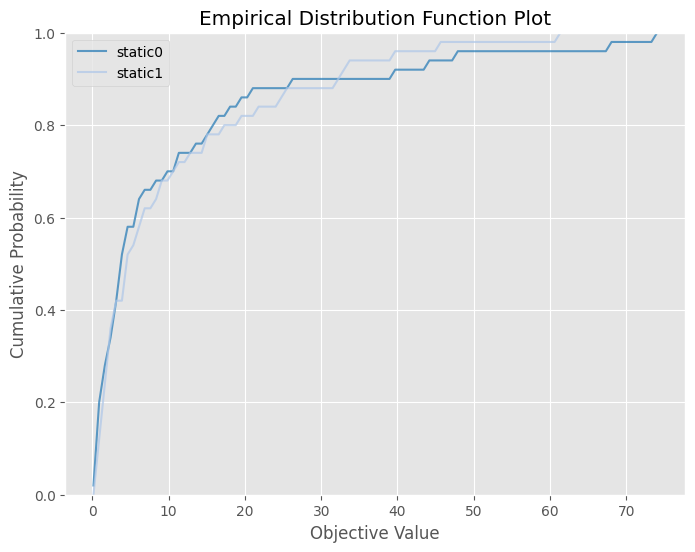 Empirical Distribution Function Plot
static0
static1
1.0
0.8
0.6
0.4
0.2
0.0
Cumulative Probability
0 10 20 30 40 50 60 70
Objective Value